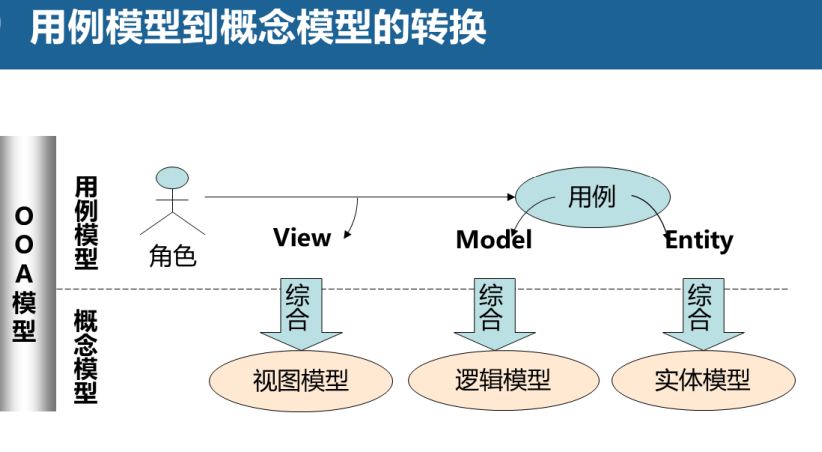 用例模型到概念模型的转换
OOA模型
用例模型
角色
用例
View
Model
Entity
综合
综合
综合
概念模型
视图模型
逻辑模型
实体模型